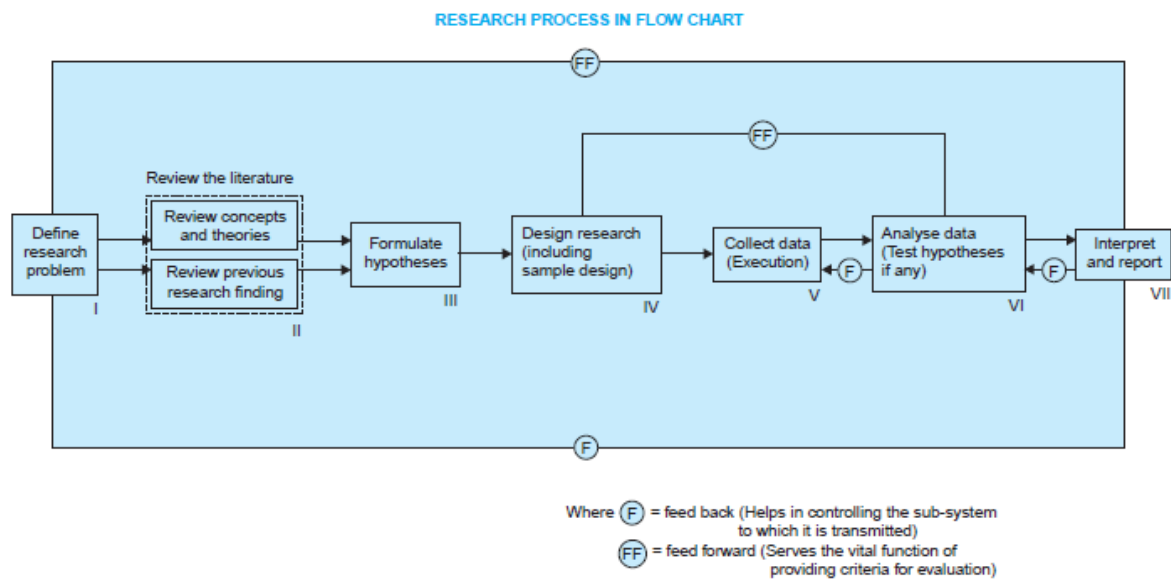 RESEARCH PROCESS IN FLOW CHART
FF
FF
Review the literature
Define
research
problem
I
Review concepts
and theories
Review previous
research finding
II
Formulate
hypotheses
III
Design research
(including
sample design)
IV
Collect data
(Execution)
V
F
Analyse data
(Test hypotheses
if any)
VI
F
Interpret
and report
VII
F
Where F = feed back (Helps in controlling the sub-system
to which it is transmitted)
FF = feed forward (Serves the vital function of
providing criteria for evaluation)